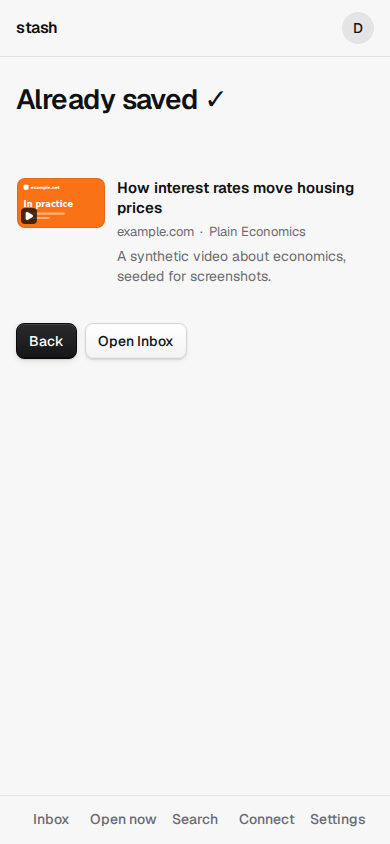 stash
D
Already saved ✓
example.net
In practice
How interest rates move housing
prices
example.com · Plain Economics
A synthetic video about economics,
seeded for screenshots.
Back
Open Inbox
Inbox
Open now
Search
Connect
Settings